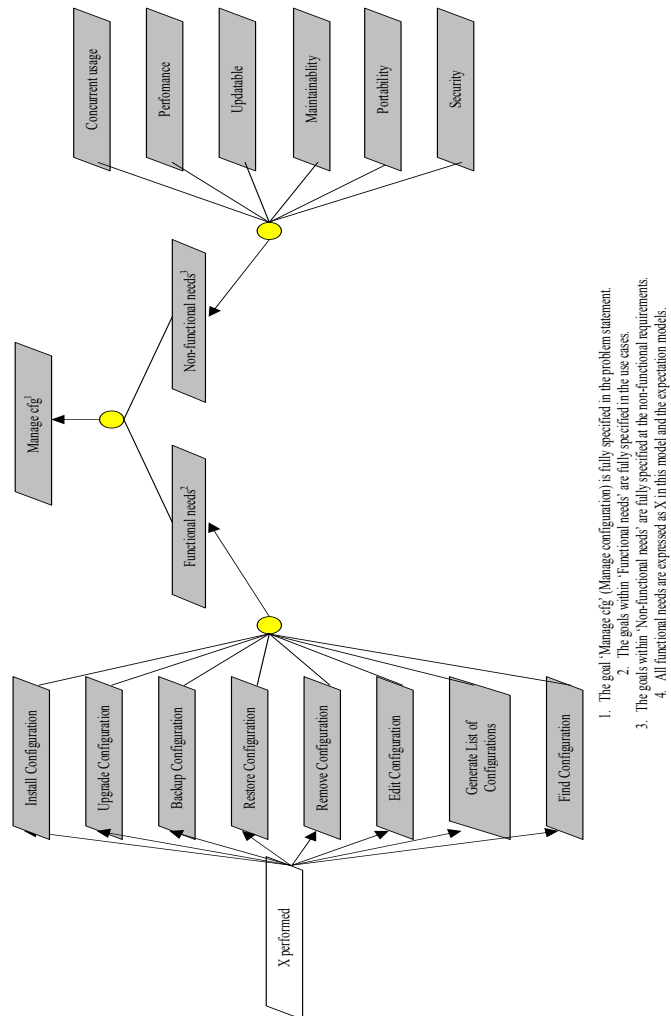 Manage cfg1
Functional needs2
Non-functional needs3
Install Configuration
Upgrade Configuration
Backup Configuration
Restore Configuration
Remove Configuration
Edit Configuration
Generate List of
Configurations
Find Configuration
X performed
Concurrent usage
Perfomance
Updatable
Maintainablity
Portability
Security
1. The goal ‘Manage cfg’ (Manage configuration) is fully specified in the problem statement.
2. The goals within ‘Functional needs’ are fully specified in the use cases.
3. The goals within ‘Non-functional needs’ are fully specified at the non-functional requirements.
4. All functional needs are expressed as X in this model and the expectation models.